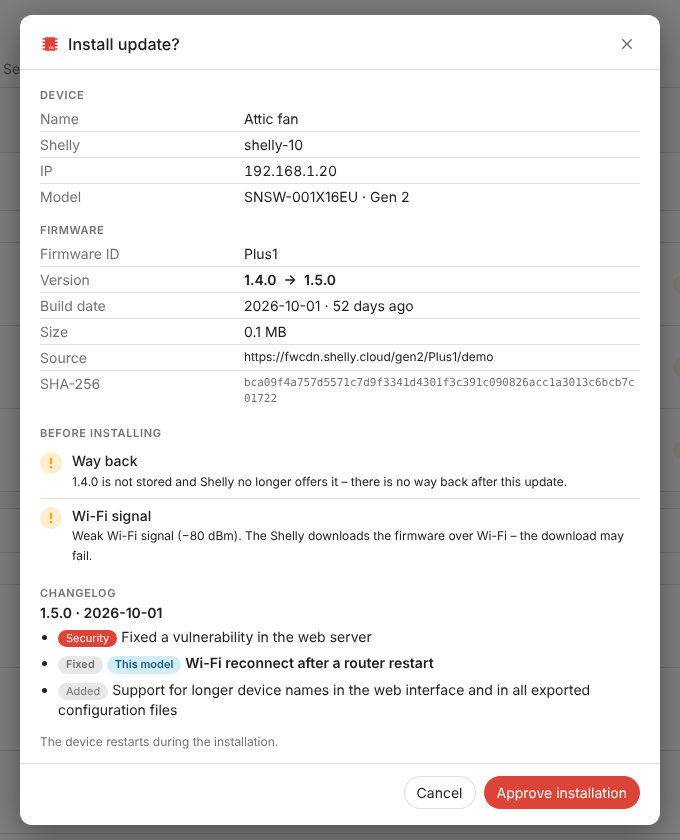 Install update?
Se
DEVICE
Name Attic fan
Shelly shelly-10
IP 192.168.1.20
Model SNSW-001X16EU · Gen 2
FIRMWARE
Firmware ID Plus1
Version 1.4.0 → 1.5.0
Build date 2026-10-01 · 52 days ago
Size 0.1 MB
Source https://fwcdn.shelly.cloud/gen2/Plus1/demo
SHA-256 bca09f4a757d5571c7d9f3341d4301f3c391c090826acc1a3013c6bcb7c
01722
BEFORE INSTALLING
Way back
1.4.0 is not stored and Shelly no longer offers it – there is no way back after this update.
Wi-Fi signal
Weak Wi-Fi signal (−80 dBm). The Shelly downloads the firmware over Wi-Fi – the download may
fail.
CHANGELOG
1.5.0 · 2026-10-01
• Security Fixed a vulnerability in the web server
• Fixed This model Wi-Fi reconnect after a router restart
• Added Support for longer device names in the web interface and in all exported
configuration files
The device restarts during the installation.
Cancel Approve installation